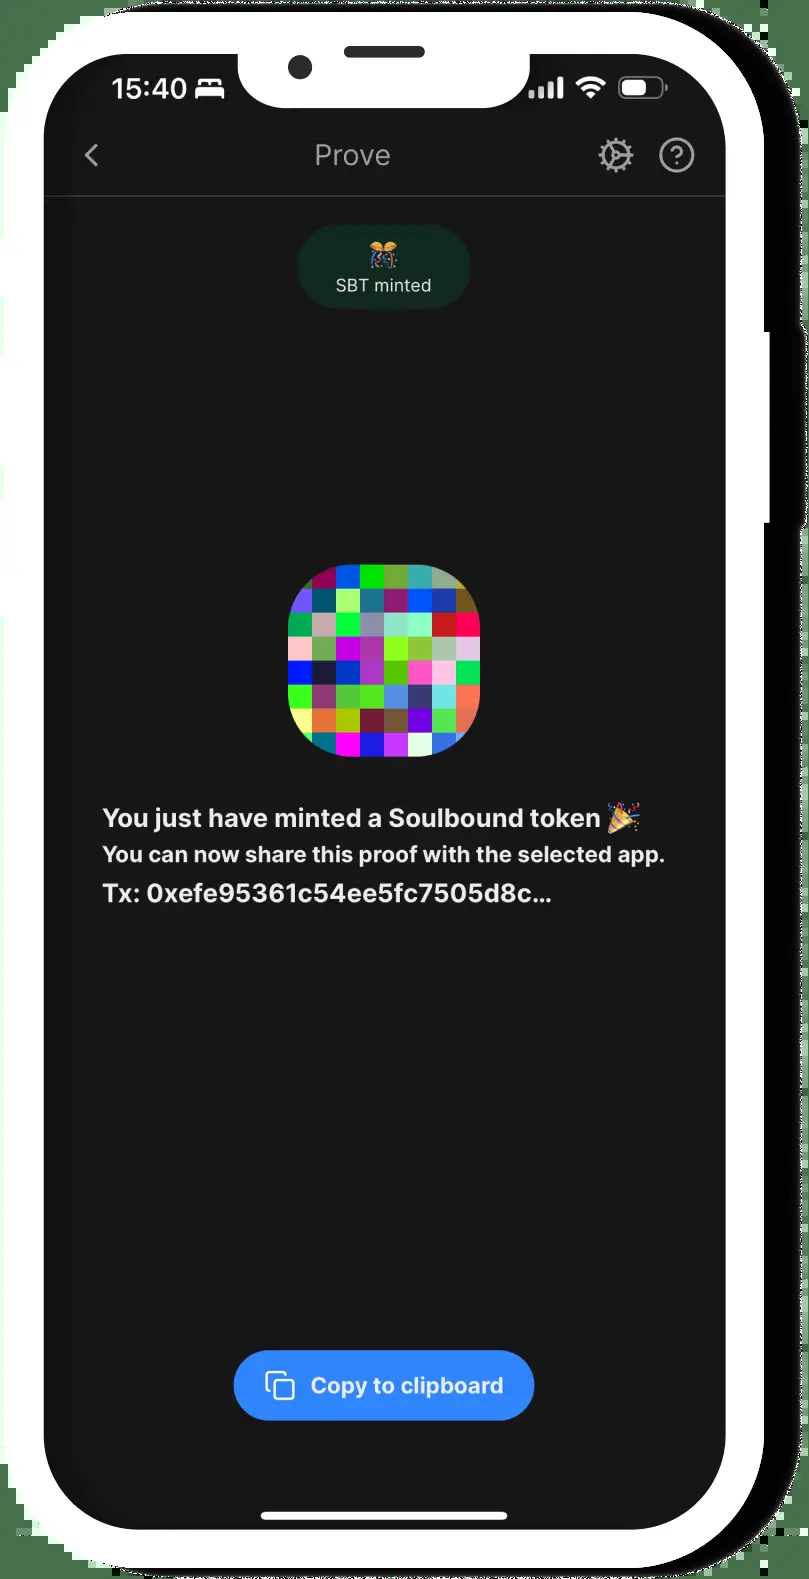 15:40
Prove
SBT minted
You just have minted a Soulbound token
You can now share this proof with the selected app.
Tx: 0xefe95361c54ee5fc7505d8c...
Copy to clipboard